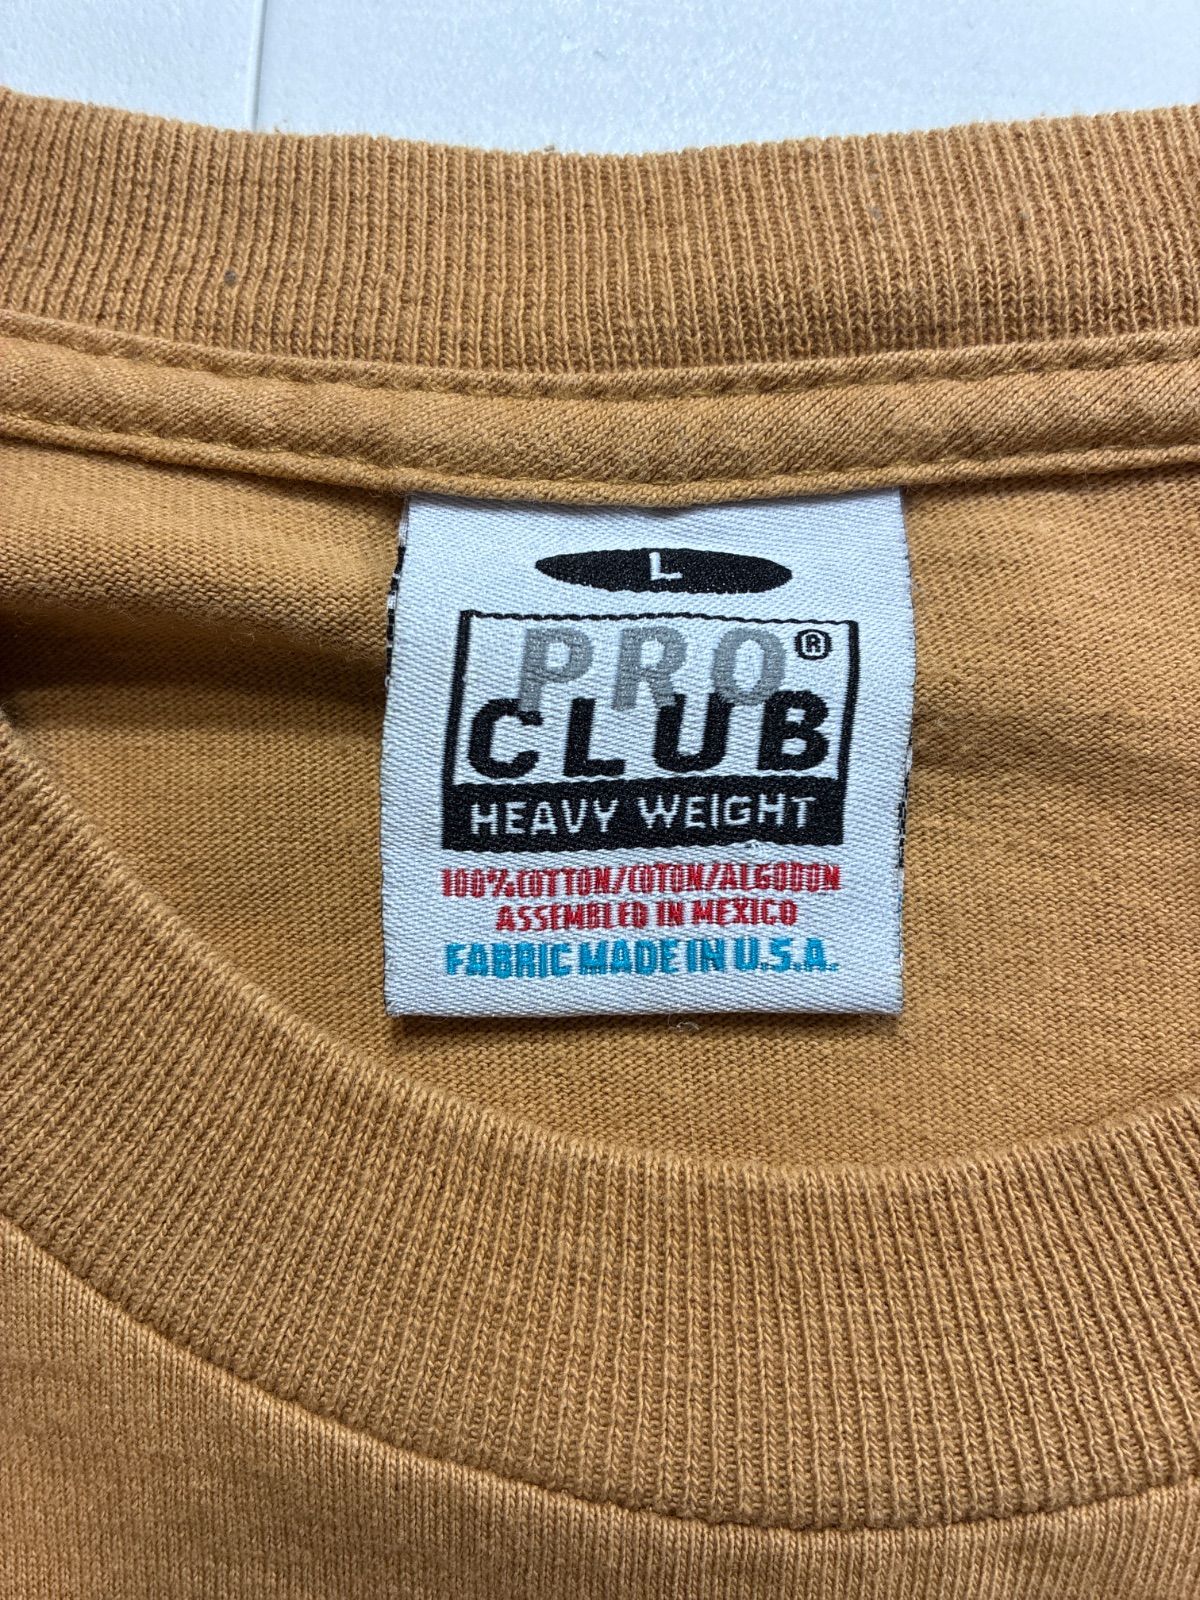 L
PRO®
CLUB
HEAVY WEIGHT
100%COTTON/COTON/ALGODON
ASSEMBLED IN MEXICO
FABRIC MADE IN U.S.A.